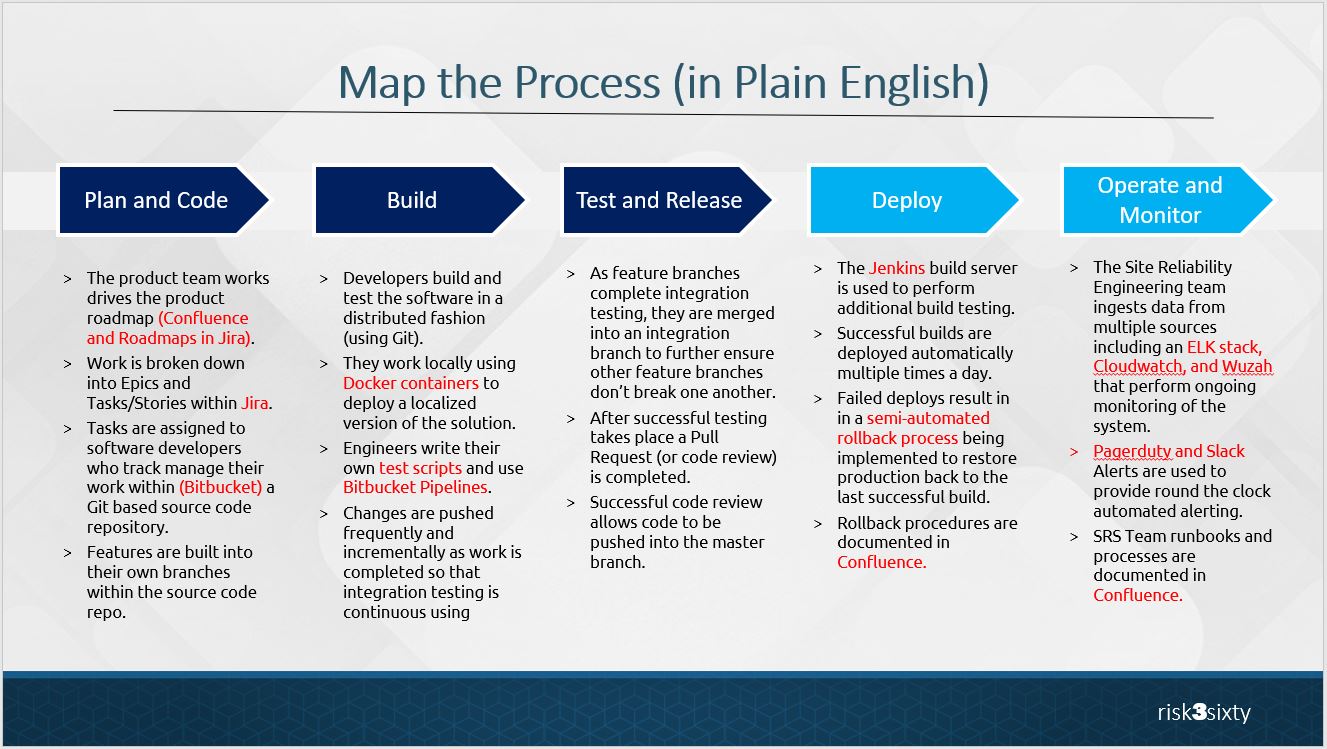 Map the Process (in Plain English)
Plan and Code
> The product team works
drives the product
roadmap (Confluence
and Roadmaps in Jira).
> Work is broken down
into Epics and
Tasks/Stories within Jira.
> Tasks are assigned to
software developers
who track manage their
work within (Bitbucket) a
Git based source code
repository.
> Features are built into
their own branches
within the source code
repo.
Build
> Developers build and
test the software in a
distributed fashion
(using Git).
> They work locally using
Docker containers to
deploy a localized
version of the solution.
> Engineers write their
own test scripts and use
Bitbucket Pipelines.
> Changes are pushed
frequently and
incrementally as work is
completed so that
integration testing is
continuous using
Test and Release
> As feature branches
complete integration
testing, they are merged
into an integration
branch to further ensure
other feature branches
don’t break one another.
> After successful testing
takes place a Pull
Request (or code review)
is completed.
> Successful code review
allows code to be
pushed into the master
branch.
Deploy
> The Jenkins build server
is used to perform
additional build testing.
> Successful builds are
deployed automatically
multiple times a day.
> Failed deploys result in
in a semi-automated
rollback process being
implemented to restore
production back to the
last successful build.
> Rollback procedures are
documented in
Confluence.
Operate and
Monitor
> The Site Reliability
Engineering team
ingests data from
multiple sources
including an ELK stack,
Cloudwatch, and Wuzah
that perform ongoing
monitoring of the
system.
> Pagerduty and Slack
Alerts are used to
provide round the clock
automated alerting.
> SRS Team runbooks and
processes are
documented in
Confluence.
risk3sixty